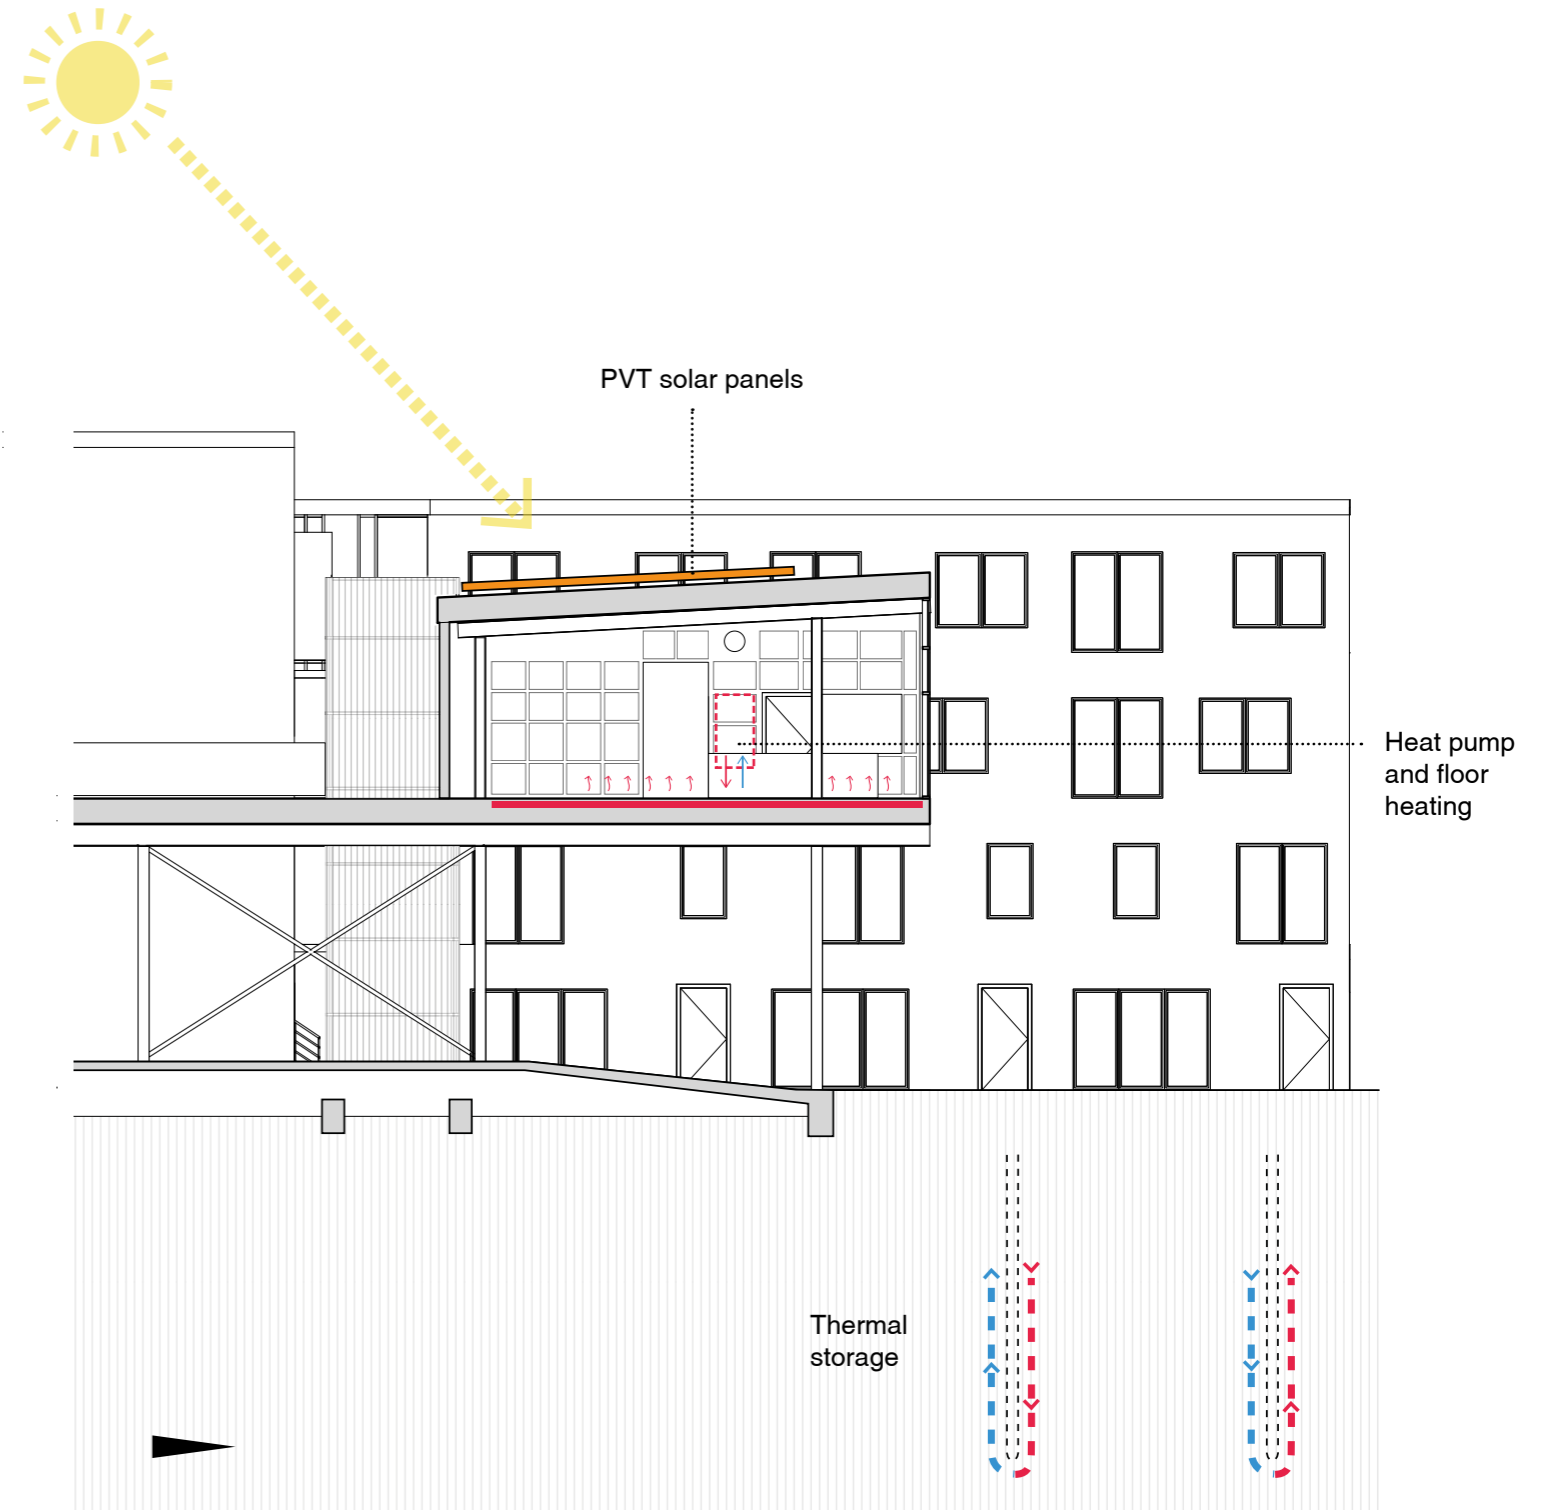 PVT solar panels
Heat pump
and floor
heating
Thermal
storage